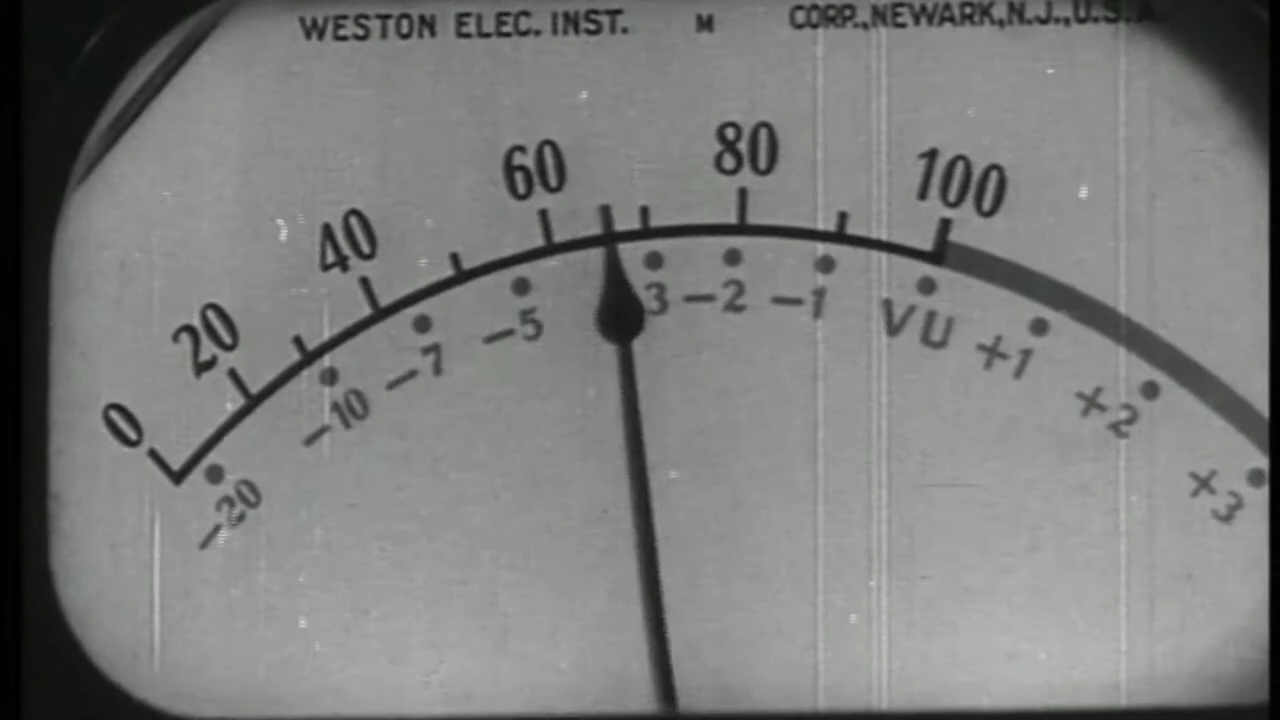 WESTON ELEC. INST. M CORP., NEWARK, N.J., U.S.A.
0 20 40 60 80 100
-20 -10 -7 -5 3 -2 -1 VU +1 +2 +3